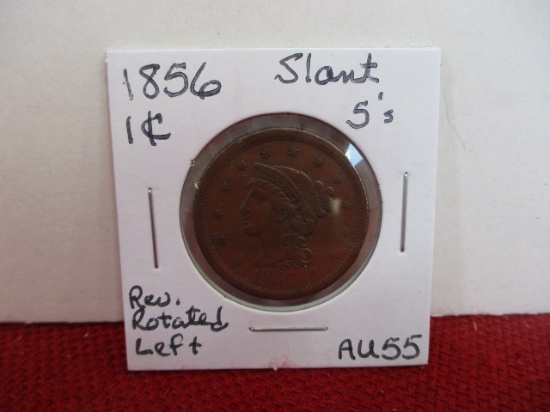 1856 Slant
1¢ 5's
Rev.
Rotated
Left AU55